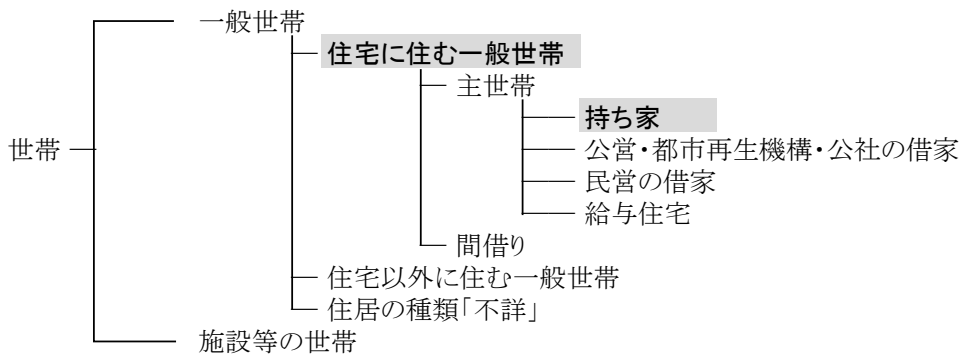 一般世帯
住宅に住む一般世帯
主世帯
持ち家
世帯
公営・都市再生機構・公社の借家
民営の借家
給与住宅
間借り
住宅以外に住む一般世帯
住居の種類「不詳」
施設等の世帯